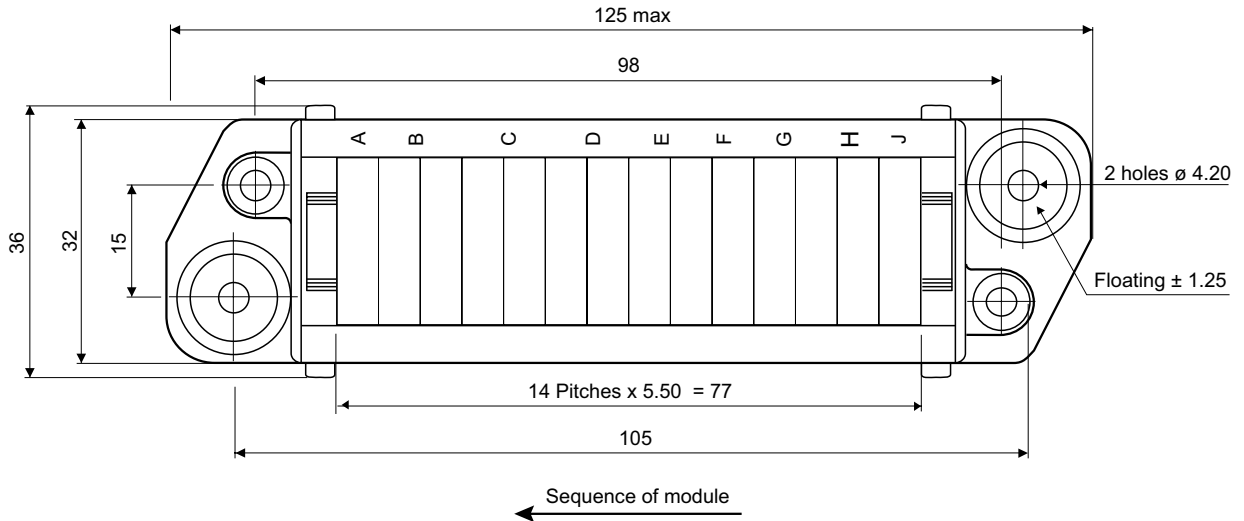 125 max
98
A B C D E F G H J
2 holes ø 4.20
36
32
15
Floating ± 1.25
14 Pitches x 5.50 = 77
105
Sequence of module